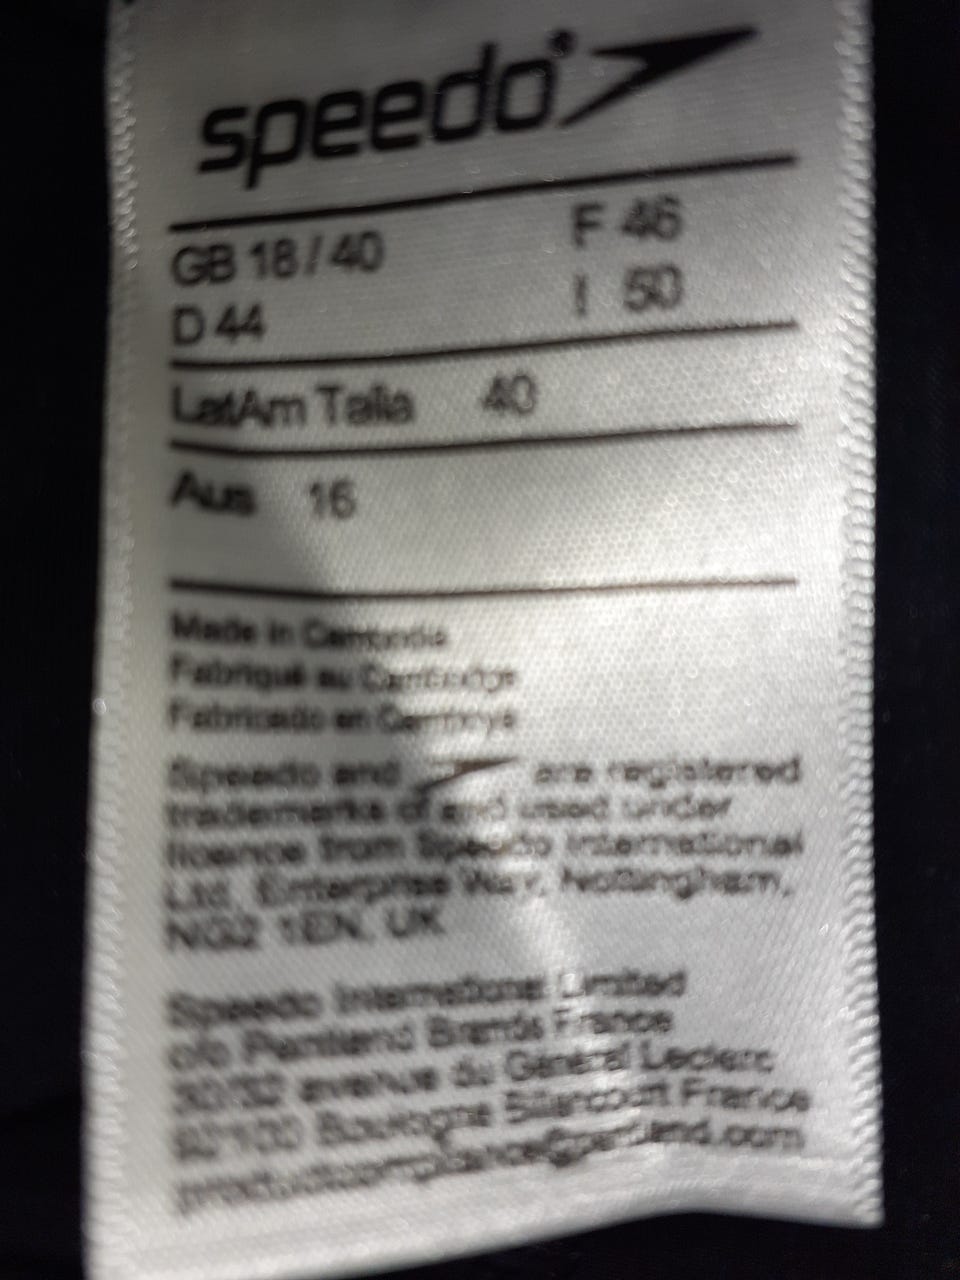 speedo®
GB 18/40 F 46
D 44 I 50
LatAm Talla 40
Aus 16
Made in Cambodia
Fabriqué au Cambodge
Fabricado en Camboya
Speedo and are registered
trademarks of and used under
licence from Speedo International
Ltd, Enterprise Way, Nottingham,
NG2 1EN, UK
Speedo International Limited
c/o Pentland Brands France
30/32 avenue du Général Leclerc
92100 Boulogne Billancourt France
productcompliance@pentland.com